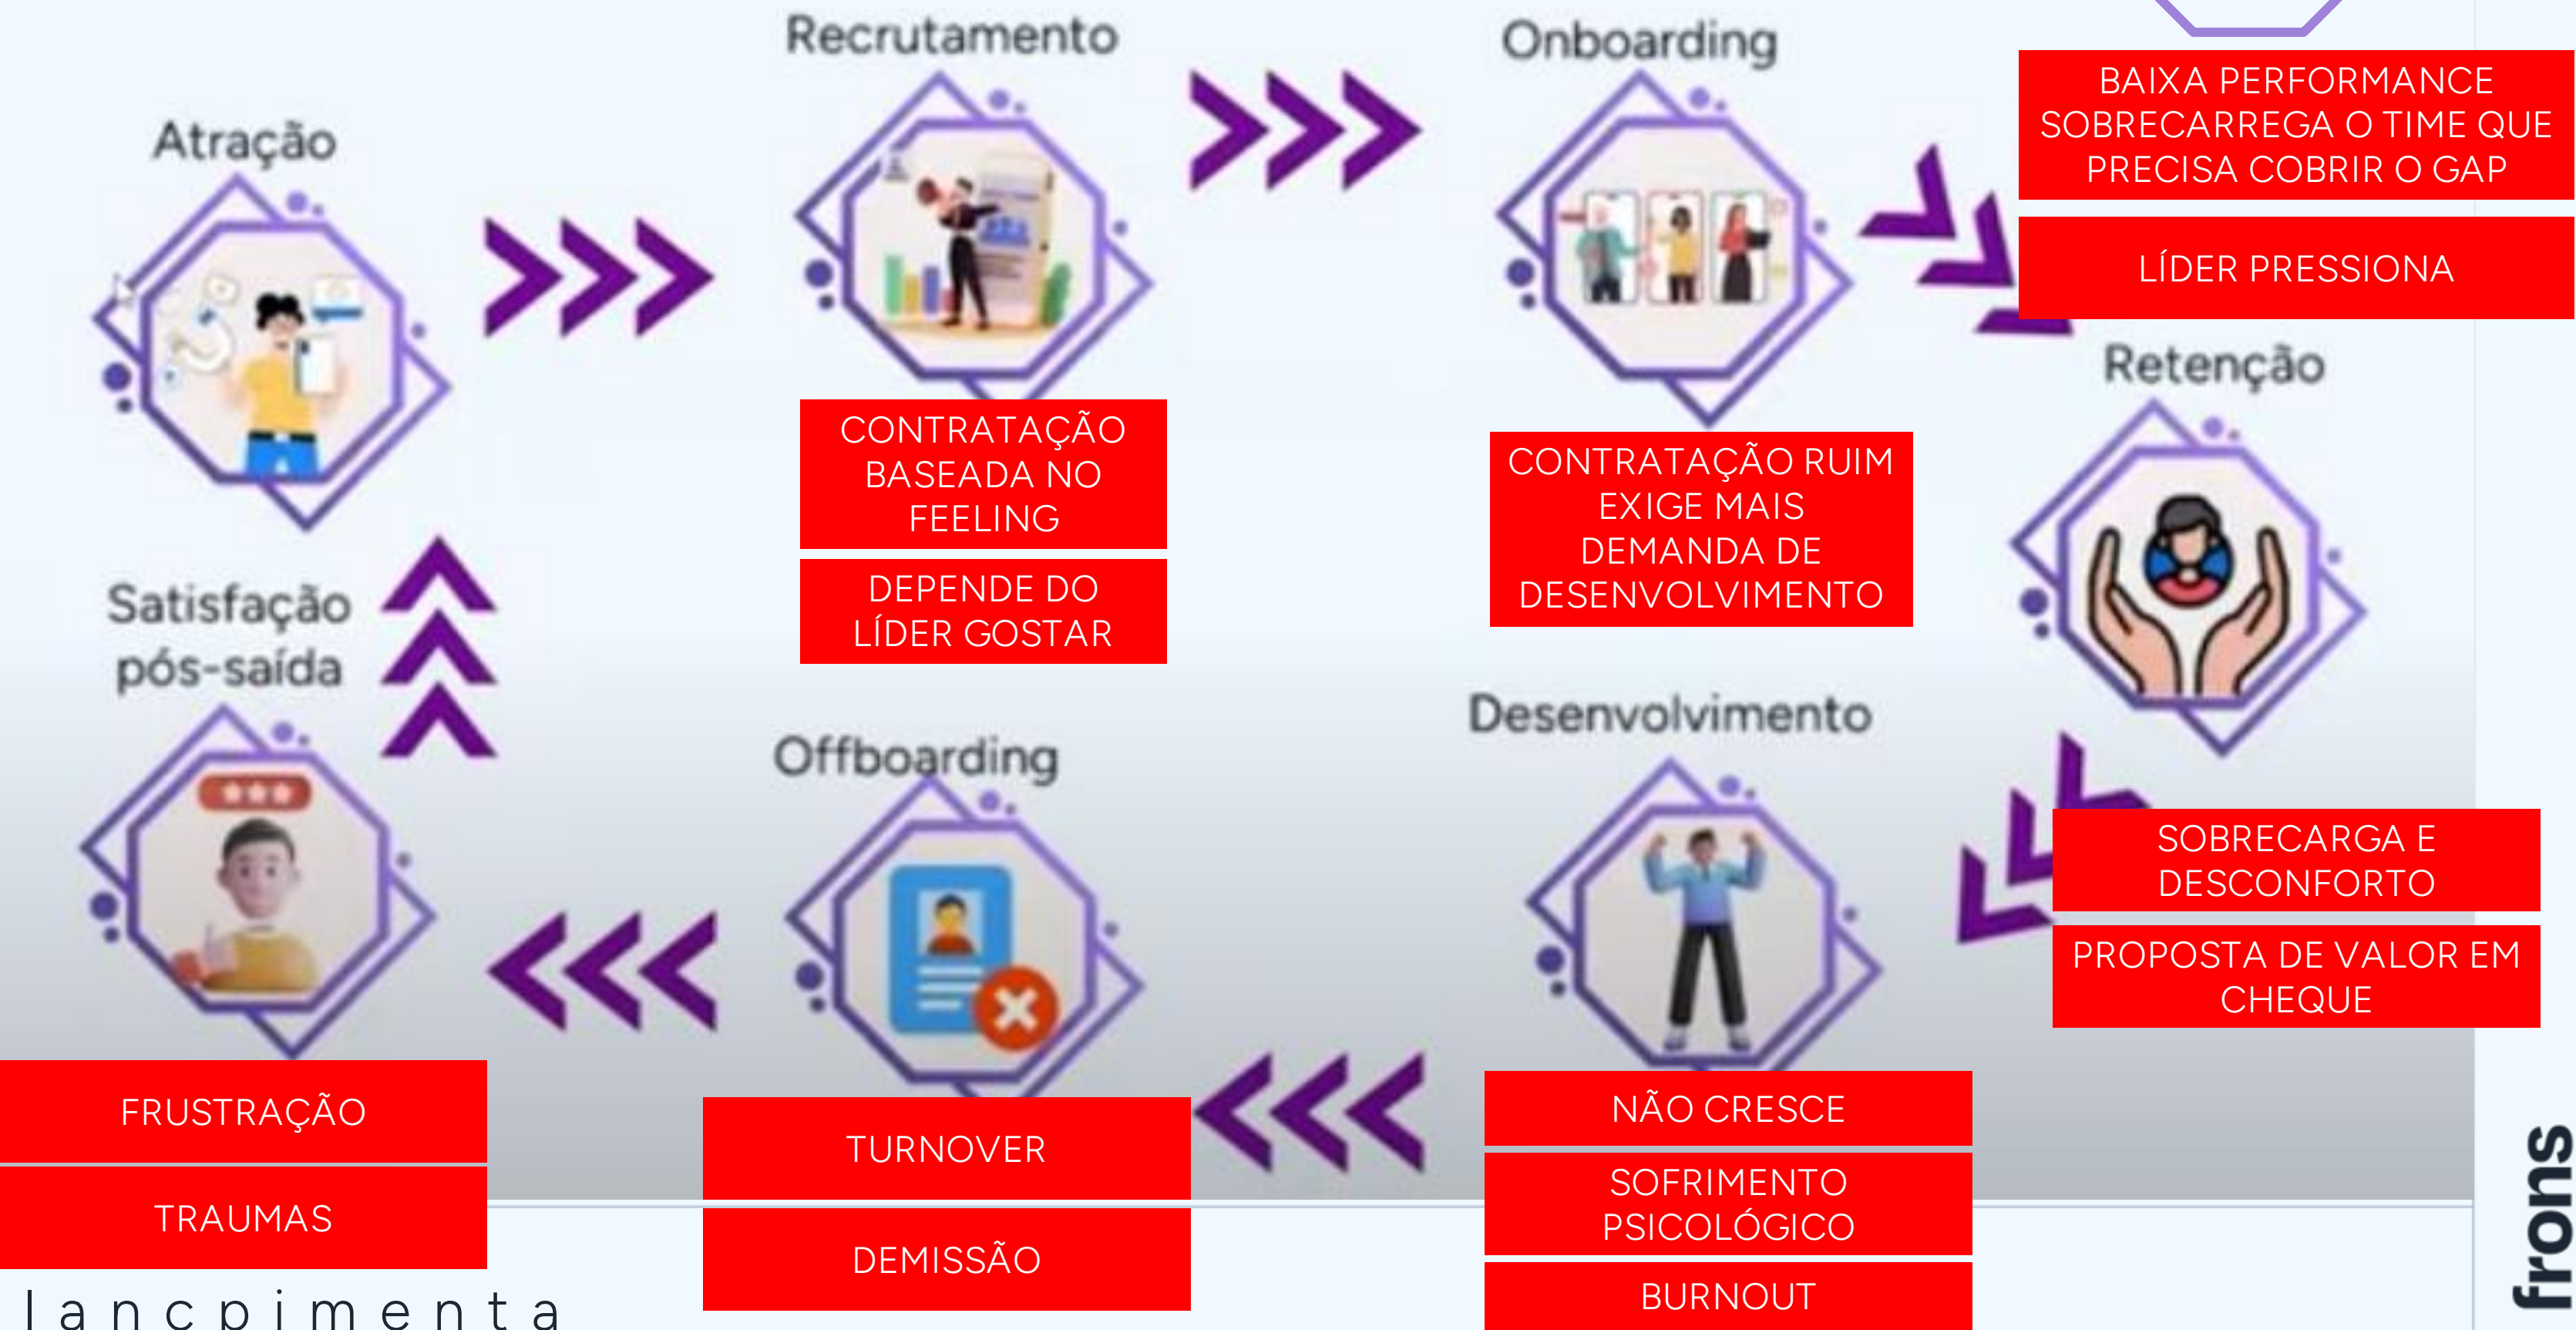 Atração
Recrutamento
CONTRATAÇÃO
BASEADA NO
FEELING
DEPENDE DO
LÍDER GOSTAR
Onboarding
CONTRATAÇÃO RUIM
EXIGE MAIS
DEMANDA DE
DESENVOLVIMENTO
BAIXA PERFORMANCE
SOBRECARREGA O TIME QUE
PRECISA COBRIR O GAP
LÍDER PRESSIONA
Retenção
SOBRECARGA E
DESCONFORTO
PROPOSTA DE VALOR EM
CHEQUE
Desenvolvimento
NÃO CRESCE
SOFRIMENTO
PSICOLÓGICO
BURNOUT
Offboarding
TURNOVER
DEMISSÃO
Satisfação
pós-saída
FRUSTRAÇÃO
TRAUMAS
lancpimenta
frons